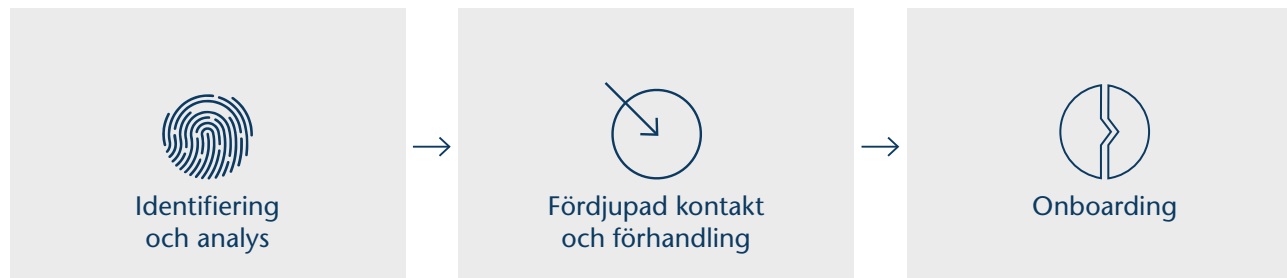 Identifiering
och analys
Fördjupad kontakt
och förhandling
Onboarding